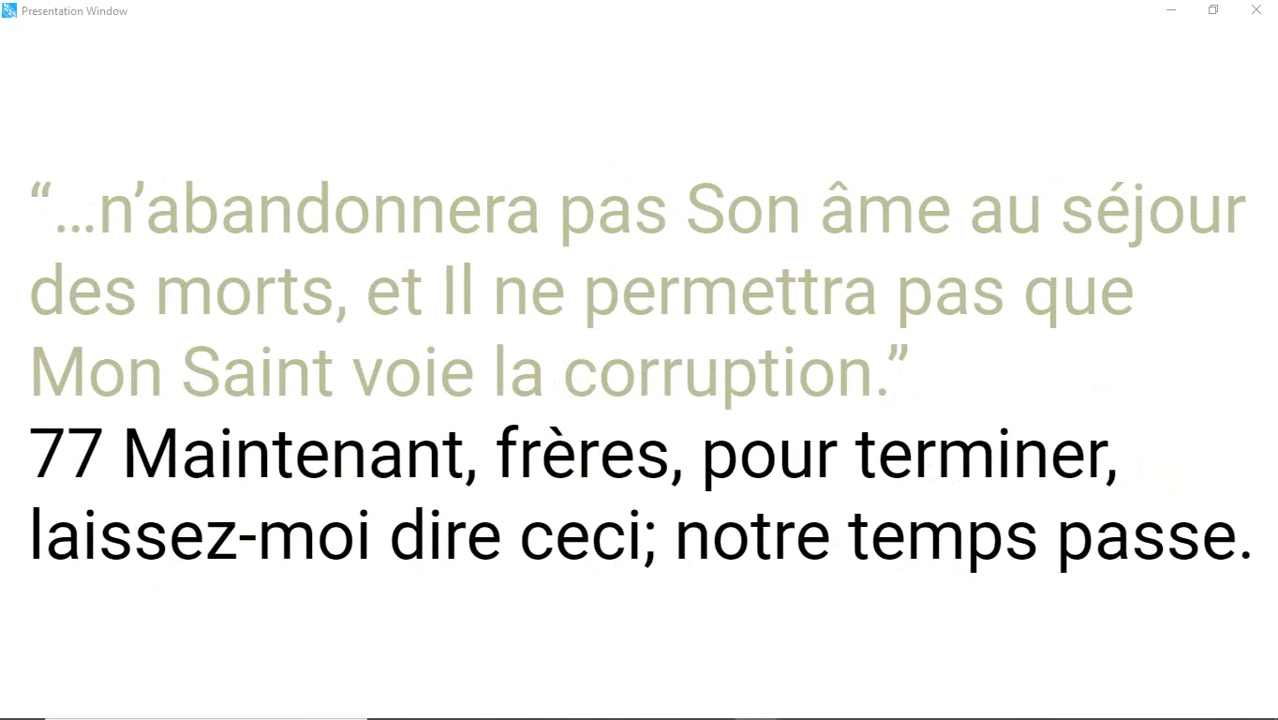 Presentation Window
“…n’abandonnera pas Son âme au séjour
des morts, et Il ne permettra pas que
Mon Saint voie la corruption.”
77 Maintenant, frères, pour terminer,
laissez-moi dire ceci; notre temps passe.